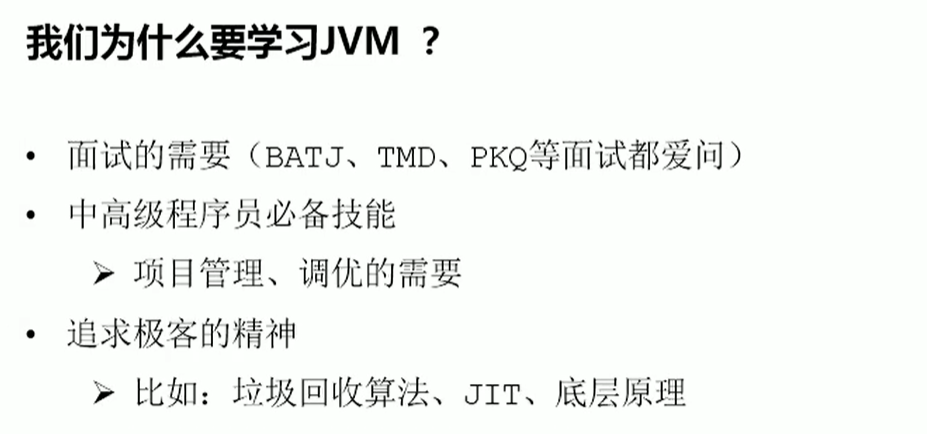 我们为什么要学习JVM ？
• 面试的需要（BATJ、TMD、PKQ等面试都爱问）
• 中高级程序员必备技能
➢ 项目管理、调优的需要
• 追求极客的精神
➢ 比如：垃圾回收算法、JIT、底层原理